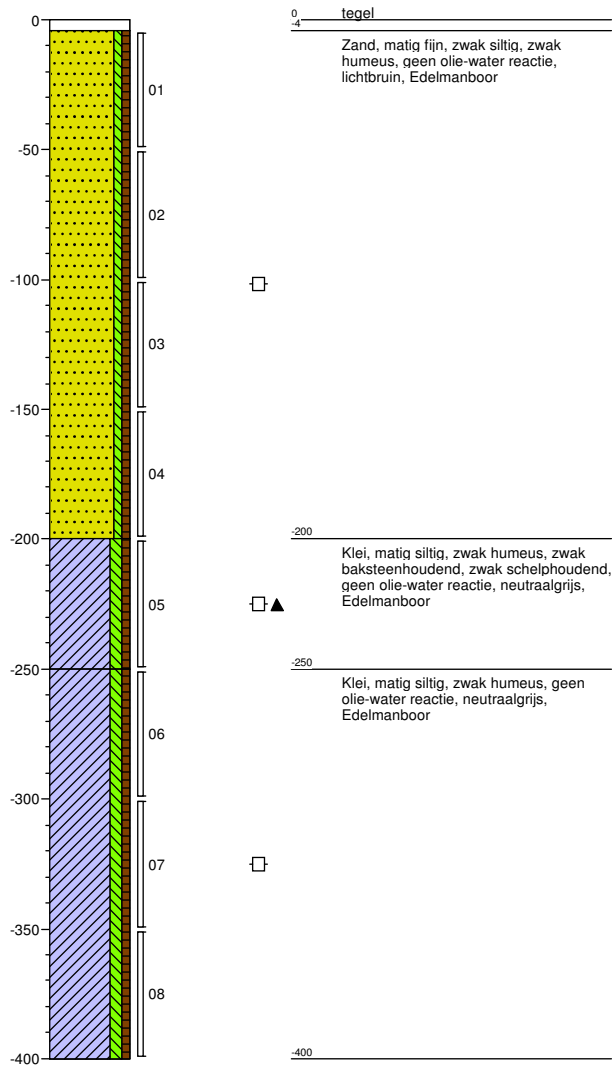 0
-50
-100
-150
-200
-250
-300
-350
-400
01
02
03
04
05
06
07
08
0
tegel
-4
Zand, matig fijn, zwak siltig, zwak
humeus, geen olie-water reactie,
lichtbruin, Edelmanboor
-200
Klei, matig siltig, zwak humeus, zwak
baksteenhoudend, zwak schelphoudend,
geen olie-water reactie, neutraalgrijs,
Edelmanboor
-250
Klei, matig siltig, zwak humeus, geen
olie-water reactie, neutraalgrijs,
Edelmanboor
-400